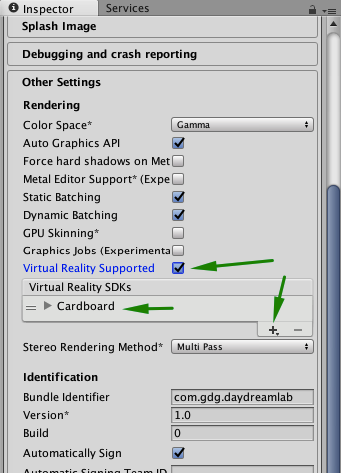 Inspector Services
Splash Image
Debugging and crash reporting
Other Settings
Rendering
Color Space* Gamma
Auto Graphics API
Force hard shadows on Met
Metal Editor Support* (Expe
Static Batching
Dynamic Batching
GPU Skinning*
Graphics Jobs (Experimenta
Virtual Reality Supported
Virtual Reality SDKs
Cardboard
Stereo Rendering Method* Multi Pass
Identification
Bundle Identifier com.gdg.daydreamlab
Version* 1.0
Build 0
Automatically Sign
Automatic Signing Team ID